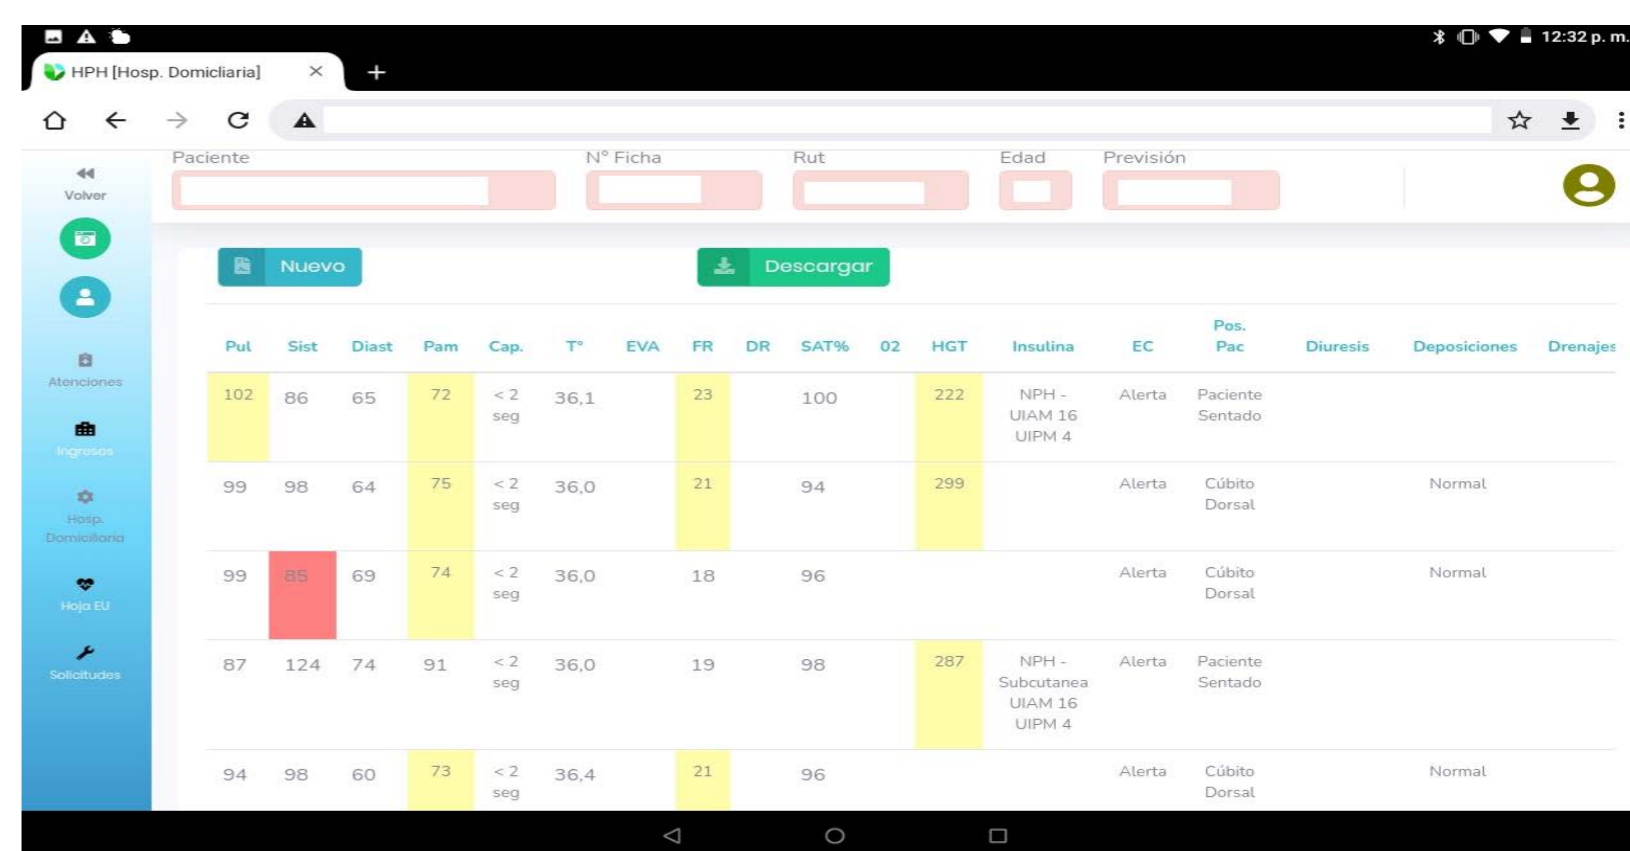 12:32 p. m.
HPH [Hosp. Domicliaria]
Paciente N° Ficha Rut Edad Previsión
Volver
Nuevo Descargar
Atenciones
Ingresos
Hosp.
Domiciliaria
Hoja EU
Solicitudes
Pul Sist Diast Pam Cap. T° EVA FR DR SAT% 02 HGT Insulina EC Pos. Pac Diuresis Deposiciones Drenajes
102 86 65 72 < 2 seg 36,1 23 100 222 NPH - UIAM 16 UIPM 4 Alerta Paciente Sentado
99 98 64 75 < 2 seg 36,0 21 94 299 Alerta Cúbito Dorsal Normal
99 85 69 74 < 2 seg 36,0 18 96 Alerta Cúbito Dorsal Normal
87 124 74 91 < 2 seg 36,0 19 98 287 NPH - Subcutanea UIAM 16 UIPM 4 Alerta Paciente Sentado
94 98 60 73 < 2 seg 36,4 21 96 Alerta Cúbito Dorsal Normal